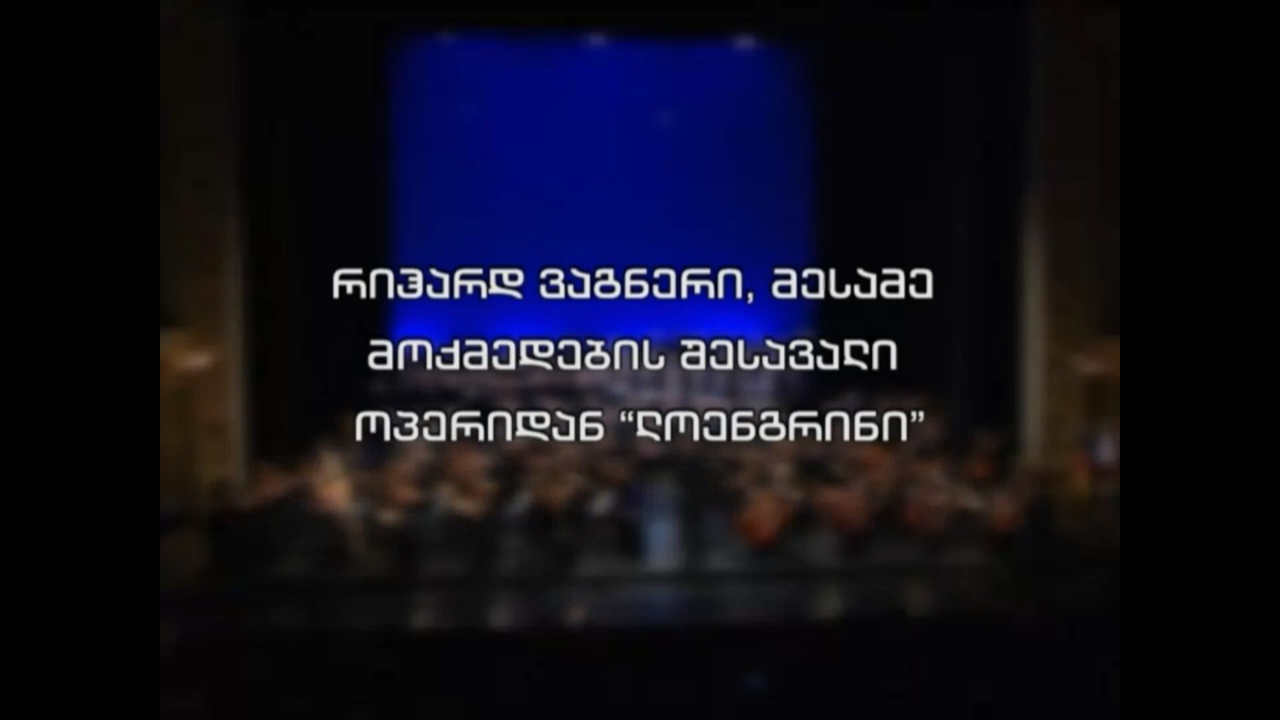 რიჰარდ ვაგნერი, მესამე
მოქმედების შესავალი
ოპერიდან “ლოენგრინი”